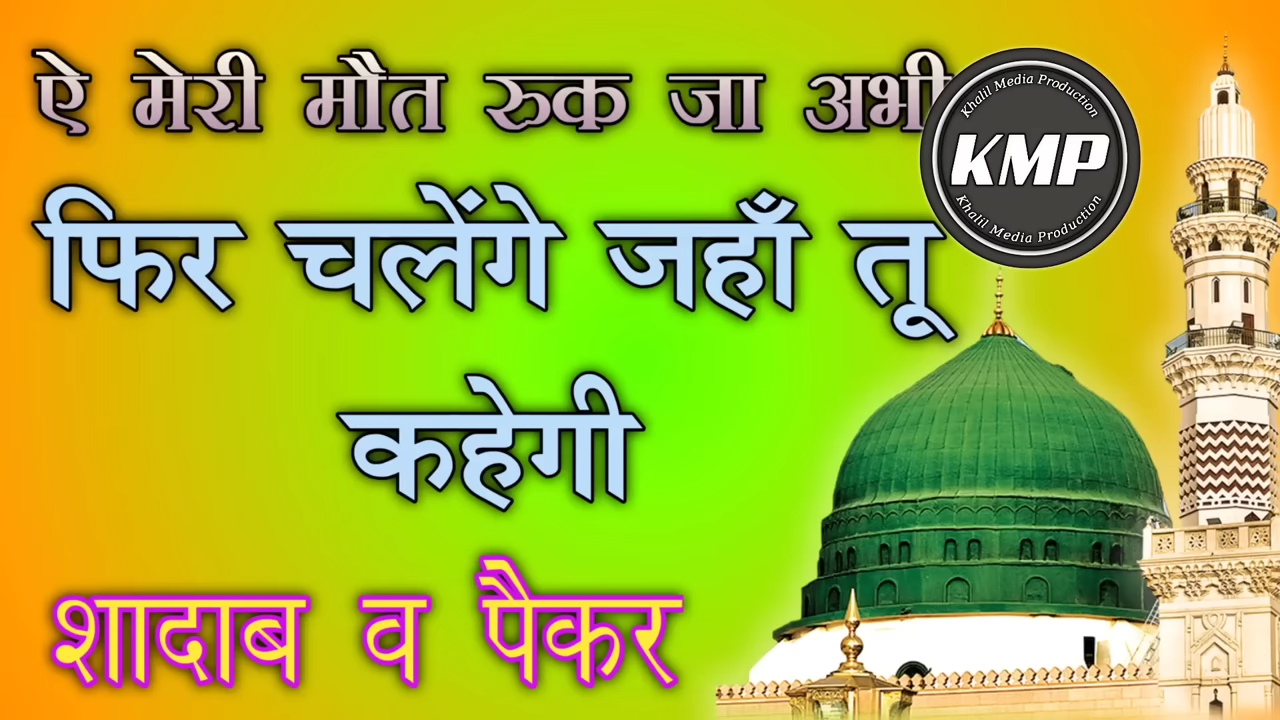 ऐ मेरी मौत रुक जा अभी
Khalil Media Production
KMP
Khalil Media Production
फिर चलेंगे जहाँ तू
कहेगी
शादाब व पैकर